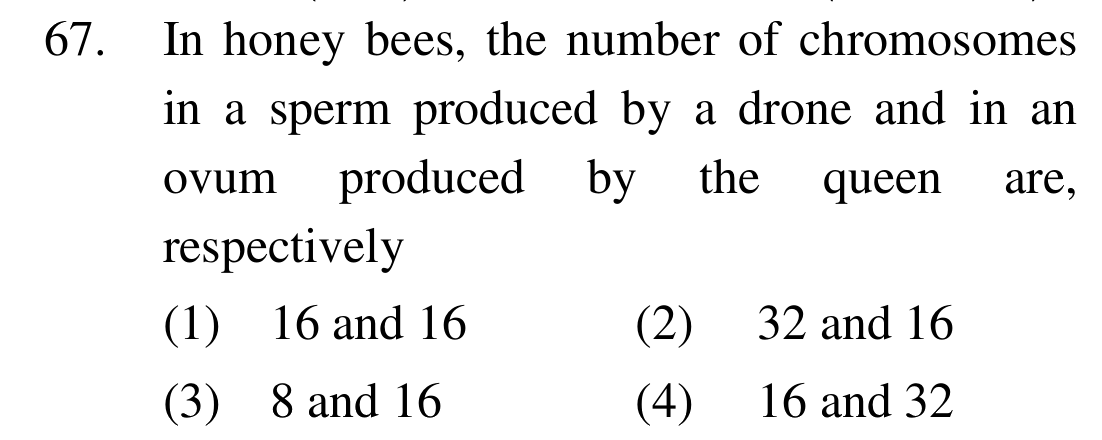 67. In honey bees, the number of chromosomes
in a sperm produced by a drone and in an
ovum produced by the queen are,
respectively
(1) 16 and 16 (2) 32 and 16
(3) 8 and 16 (4) 16 and 32